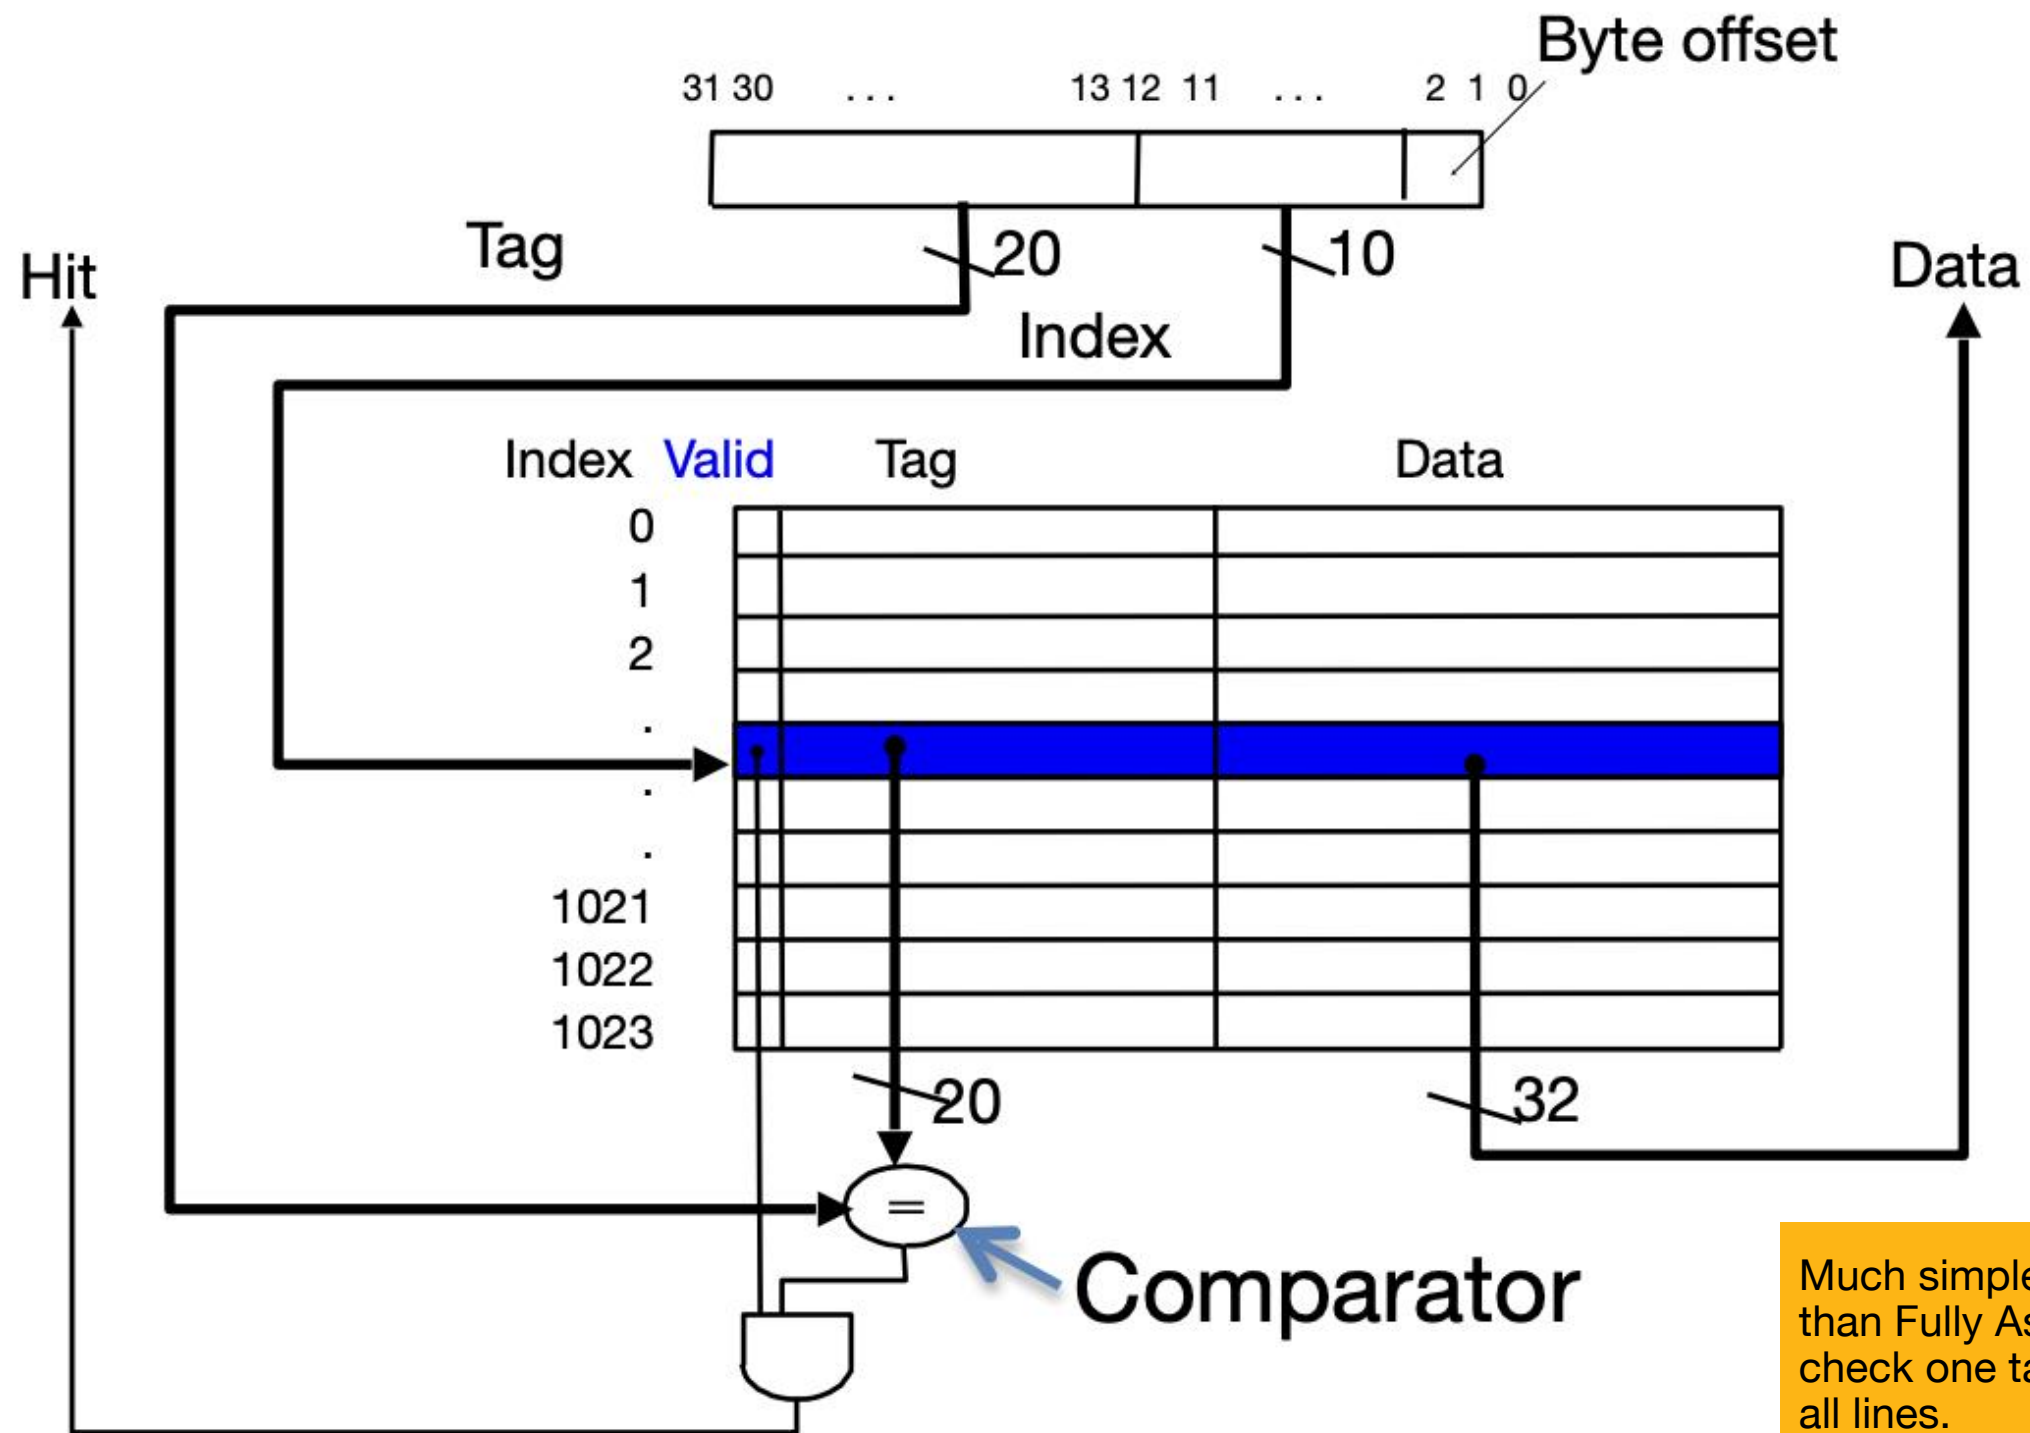 Byte offset
31 30 ... 13 12 11 ... 2 1 0
Tag 20 10
Hit Data
Index
Index Valid Tag Data
0
1
2
.
.
.
1021
1022
1023
20 32
=
Comparator
Much simple
than Fully As
check one ta
all lines.